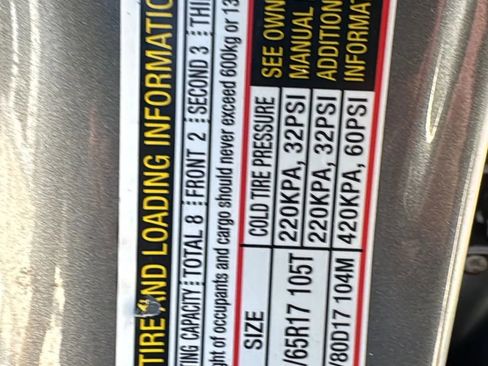 TIRE AND LOADING INFORMATIO
TING CAPACITY TOTAL 8 FRONT 2 SECOND 3 THI
ght of occupants and cargo should never exceed 600kg or 13
SIZE COLD TIRE PRESSURE SEE OWN
/65R17 105T 220KPA, 32PSI MANUAL
220KPA, 32PSI ADDITION
/80D17 104M 420KPA, 60PSI INFORMAT